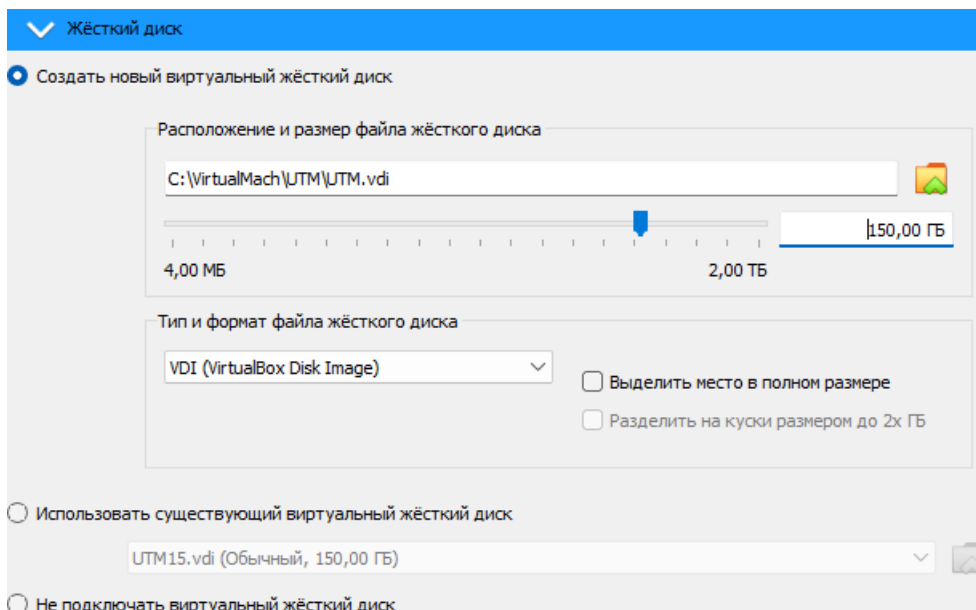 Жёсткий диск
Создать новый виртуальный жёсткий диск
Расположение и размер файла жёсткого диска
C:\VirtualMach\UTM\UTM.vdi
150,00 ГБ
4,00 МБ 2,00 ТБ
Тип и формат файла жёсткого диска
VDI (VirtualBox Disk Image)
Выделить место в полном размере
Разделить на куски размером до 2х ГБ
Использовать существующий виртуальный жёсткий диск
UTM15.vdi (Обычный, 150,00 ГБ)
Не подключать виртуальный жёсткий диск